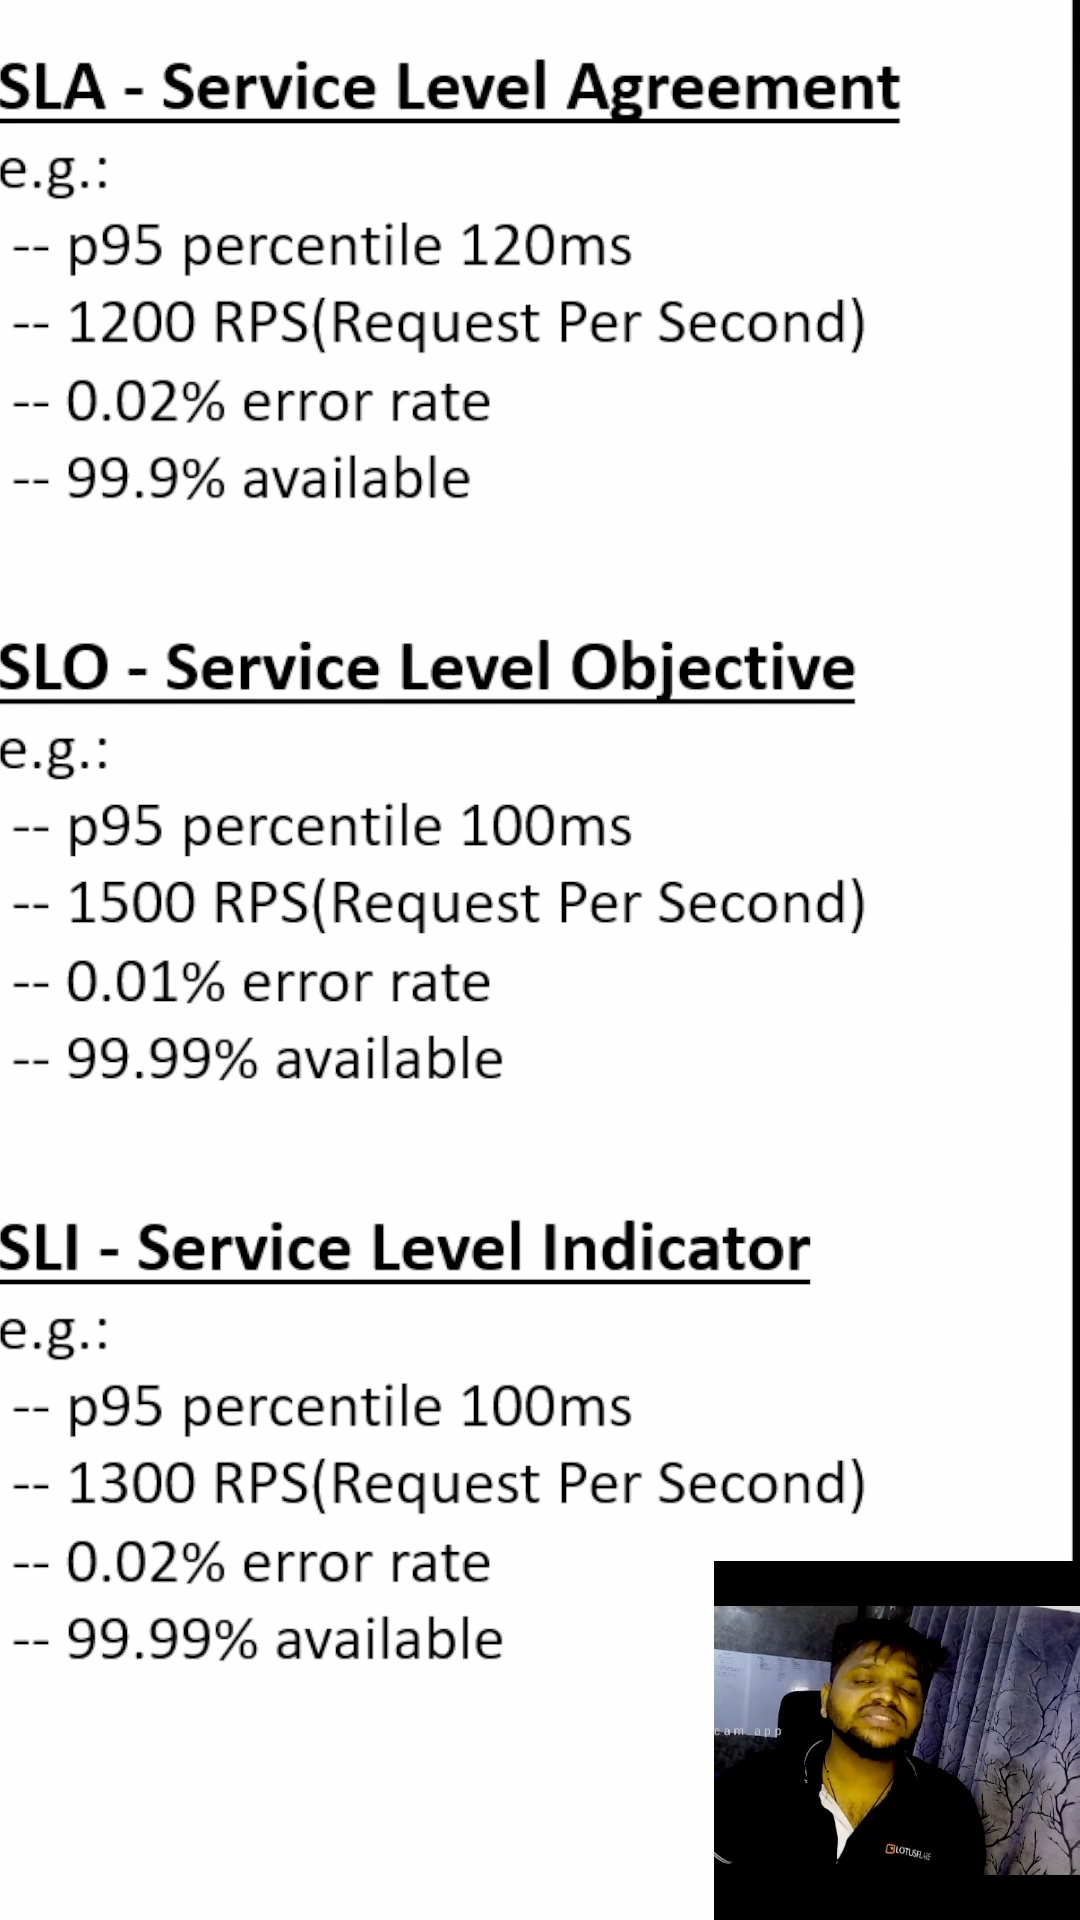 SLA - Service Level Agreement
e.g.:
-- p95 percentile 120ms
-- 1200 RPS(Request Per Second)
-- 0.02% error rate
-- 99.9% available
SLO - Service Level Objective
e.g.:
-- p95 percentile 100ms
-- 1500 RPS(Request Per Second)
-- 0.01% error rate
-- 99.99% available
SLI - Service Level Indicator
e.g.:
-- p95 percentile 100ms
-- 1300 RPS(Request Per Second)
-- 0.02% error rate
-- 99.99% available
cam.app
LOTUSFLARE